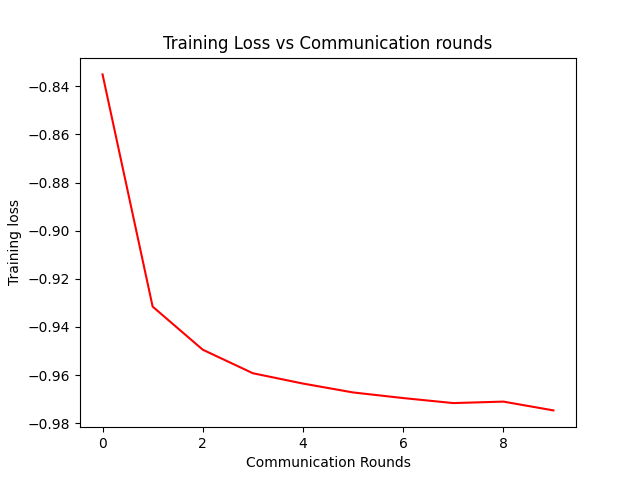 Training Loss vs Communication rounds
−0.84
−0.86
−0.88
−0.90
−0.92
−0.94
−0.96
−0.98
Training loss
0 2 4 6 8
Communication Rounds